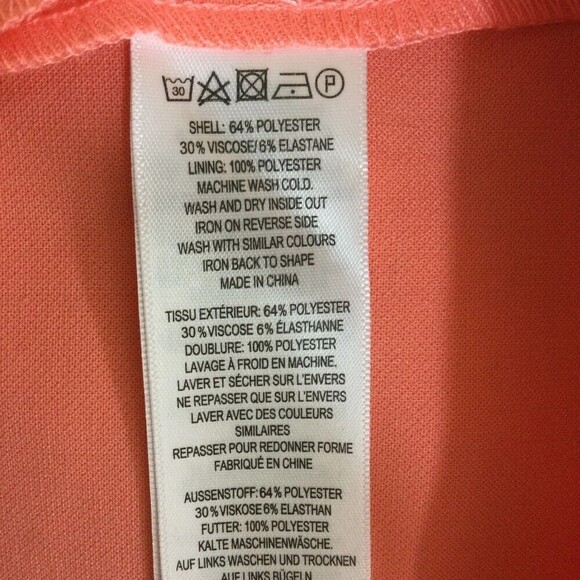 30 P
SHELL: 64% POLYESTER
30% VISCOSE/ 6% ELASTANE
LINING: 100% POLYESTER
MACHINE WASH COLD.
WASH AND DRY INSIDE OUT
IRON ON REVERSE SIDE
WASH WITH SIMILAR COLOURS
IRON BACK TO SHAPE
MADE IN CHINA
TISSU EXTÉRIEUR: 64% POLYESTER
30% VISCOSE 6% ÉLASTHANNE
DOUBLURE: 100% POLYESTER
LAVAGE À FROID EN MACHINE.
LAVER ET SÉCHER SUR L'ENVERS
NE REPASSER QUE SUR L'ENVERS
LAVER AVEC DES COULEURS
SIMILAIRES
REPASSER POUR REDONNER FORME
FABRIQUÉ EN CHINE
AUSSENSTOFF: 64% POLYESTER
30% VISKOSE 6% ELASTHAN
FUTTER: 100% POLYESTER
KALTE MASCHINENWÄSCHE.
AUF LINKS WASCHEN UND TROCKNEN
AUF LINKS BÜGELN